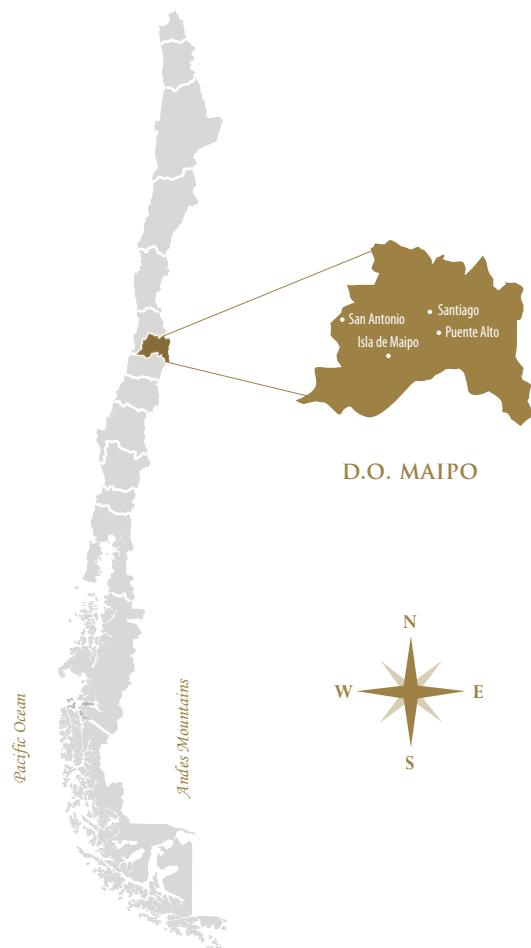 Santiago
San Antonio
Puente Alto
Isla de Maipo
D.O. MAIPO
N
W
E
S
Pacific Ocean
Andes Mountains